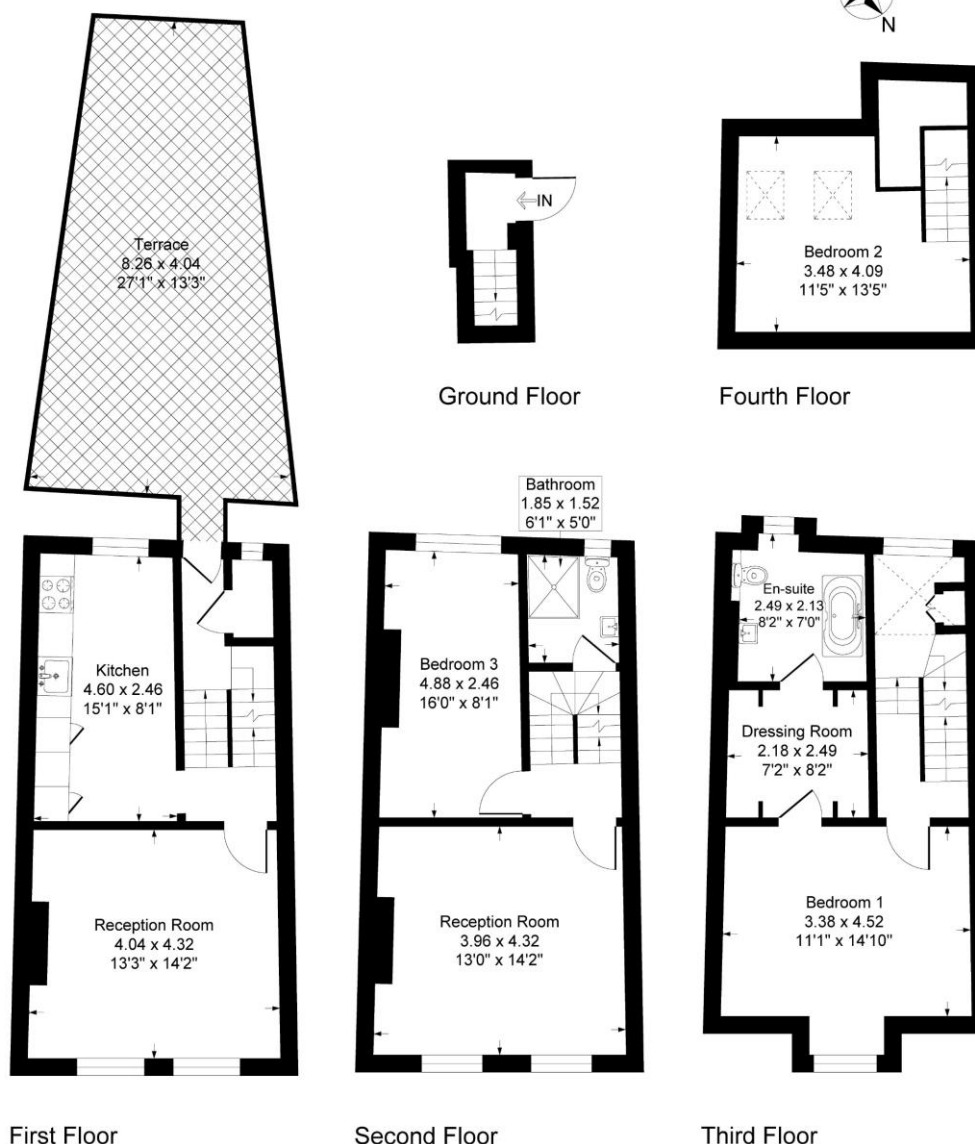 N
Terrace
8.26 x 4.04
27'1" x 13'3"
IN
Ground Floor
Bedroom 2
3.48 x 4.09
11'5" x 13'5"
Fourth Floor
Kitchen
4.60 x 2.46
15'1" x 8'1"
Reception Room
4.04 x 4.32
13'3" x 14'2"
First Floor
Bathroom
1.85 x 1.52
6'1" x 5'0"
Bedroom 3
4.88 x 2.46
16'0" x 8'1"
Reception Room
3.96 x 4.32
13'0" x 14'2"
Second Floor
En-suite
2.49 x 2.13
8'2" x 7'0"
Dressing Room
2.18 x 2.49
7'2" x 8'2"
Bedroom 1
3.38 x 4.52
11'1" x 14'10"
Third Floor